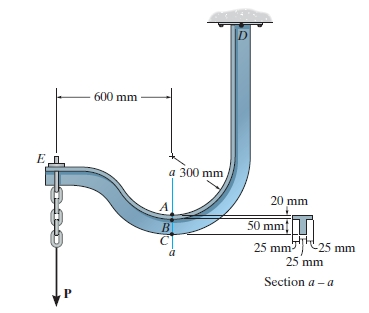 D
600 mm
E
a 300 mm
A
20 mm
B
50 mm
C
25 mm
25 mm
a
25 mm
Section a – a
P